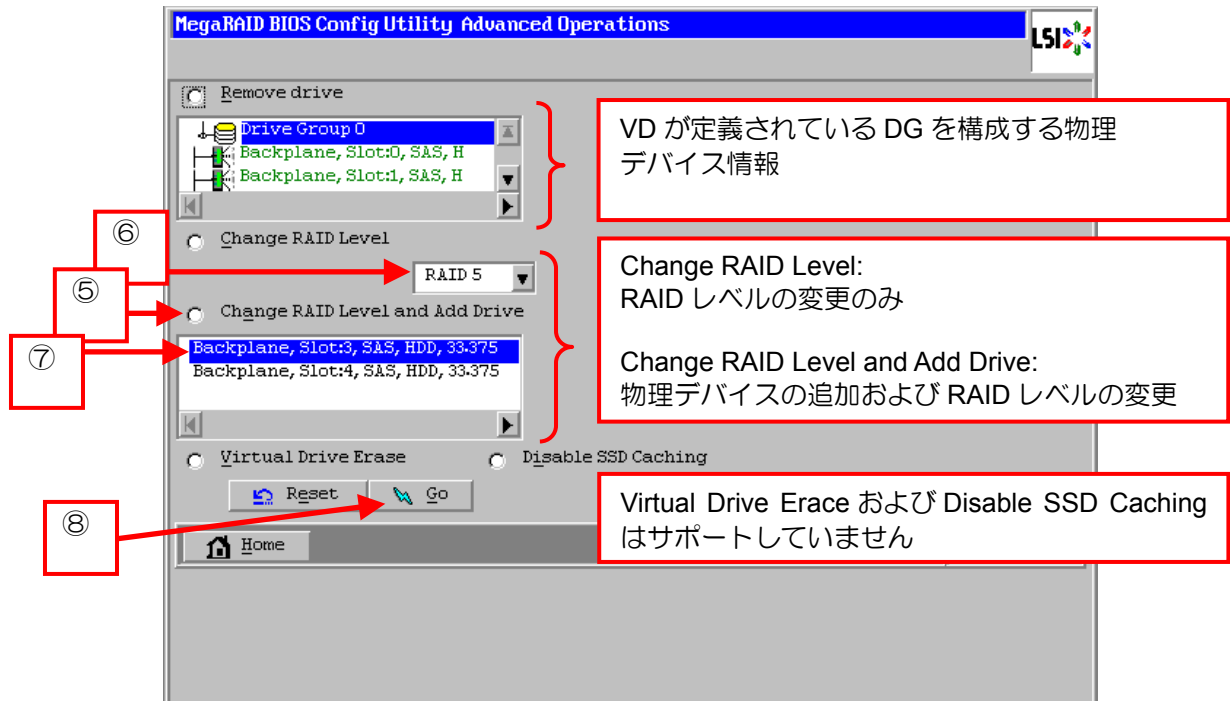 MegaRAID BIOS Config Utility Advanced Operations
LSI
Remove drive
Drive Group 0
Backplane, Slot:0, SAS, H
Backplane, Slot:1, SAS, H
VD が定義されている DG を構成する物理
デバイス情報
⑥
Change RAID Level
RAID 5
⑤
Change RAID Level and Add Drive
⑦
Backplane, Slot:3, SAS, HDD, 33.375
Backplane, Slot:4, SAS, HDD, 33.375
Change RAID Level:
RAID レベルの変更のみ
Change RAID Level and Add Drive:
物理デバイスの追加および RAID レベルの変更
Virtual Drive Erase
Disable SSD Caching
Reset
Go
⑧
Virtual Drive Erace および Disable SSD Caching
はサポートしていません
Home